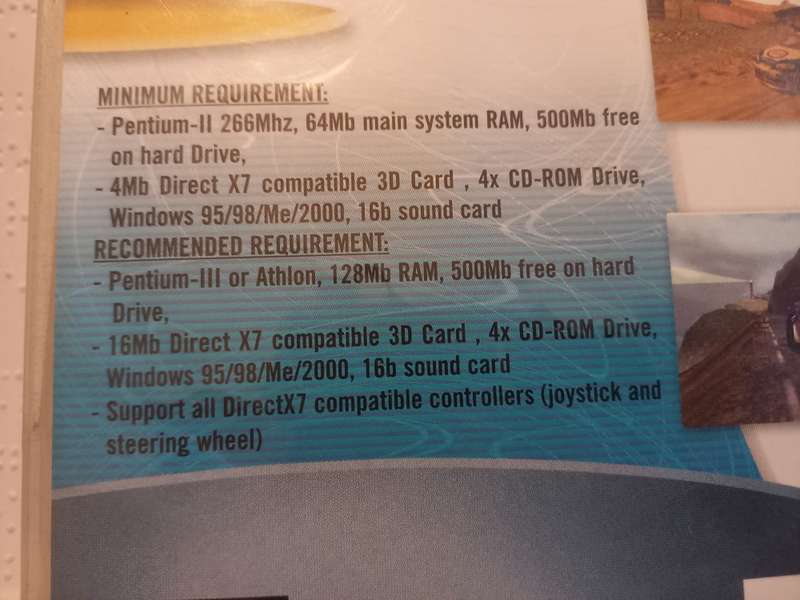 MINIMUM REQUIREMENT:
- Pentium-II 266Mhz, 64Mb main system RAM, 500Mb free
on hard Drive,
- 4Mb Direct X7 compatible 3D Card , 4x CD-ROM Drive,
Windows 95/98/Me/2000, 16b sound card
RECOMMENDED REQUIREMENT:
- Pentium-III or Athlon, 128Mb RAM, 500Mb free on hard
Drive,
- 16Mb Direct X7 compatible 3D Card , 4x CD-ROM Drive,
Windows 95/98/Me/2000, 16b sound card
- Support all DirectX7 compatible controllers (joystick and
steering wheel)